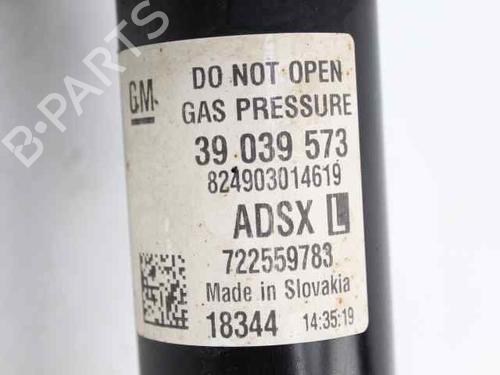 GM
DO NOT OPEN
GAS PRESSURE
39 039 573
824903014619
ADSX L
722559783
Made in Slovakia
18344 14:35:19
B-PARTS